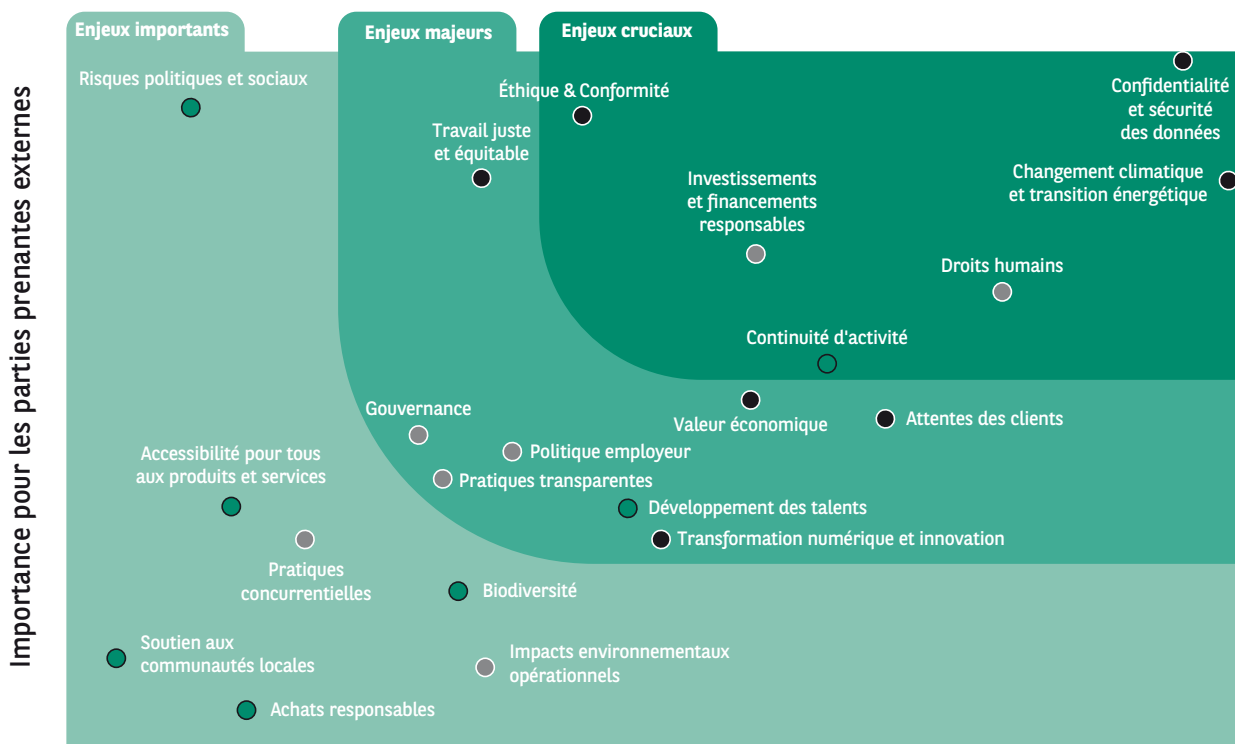 Enjeux importants
Enjeux majeurs
Enjeux cruciaux
Importance pour les parties prenantes externes
Risques politiques et sociaux
Éthique & Conformité
Confidentialité
et sécurité
des données
Travail juste
et équitable
Investissements
et financements
responsables
Changement climatique
et transition énergétique
Droits humains
Continuité d'activité
Gouvernance
Valeur économique
Attentes des clients
Politique employeur
Accessibilité pour tous
aux produits et services
Pratiques transparentes
Développement des talents
Transformation numérique et innovation
Pratiques
concurrentielles
Biodiversité
Soutien aux
communautés locales
Impacts environnementaux
opérationnels
Achats responsables